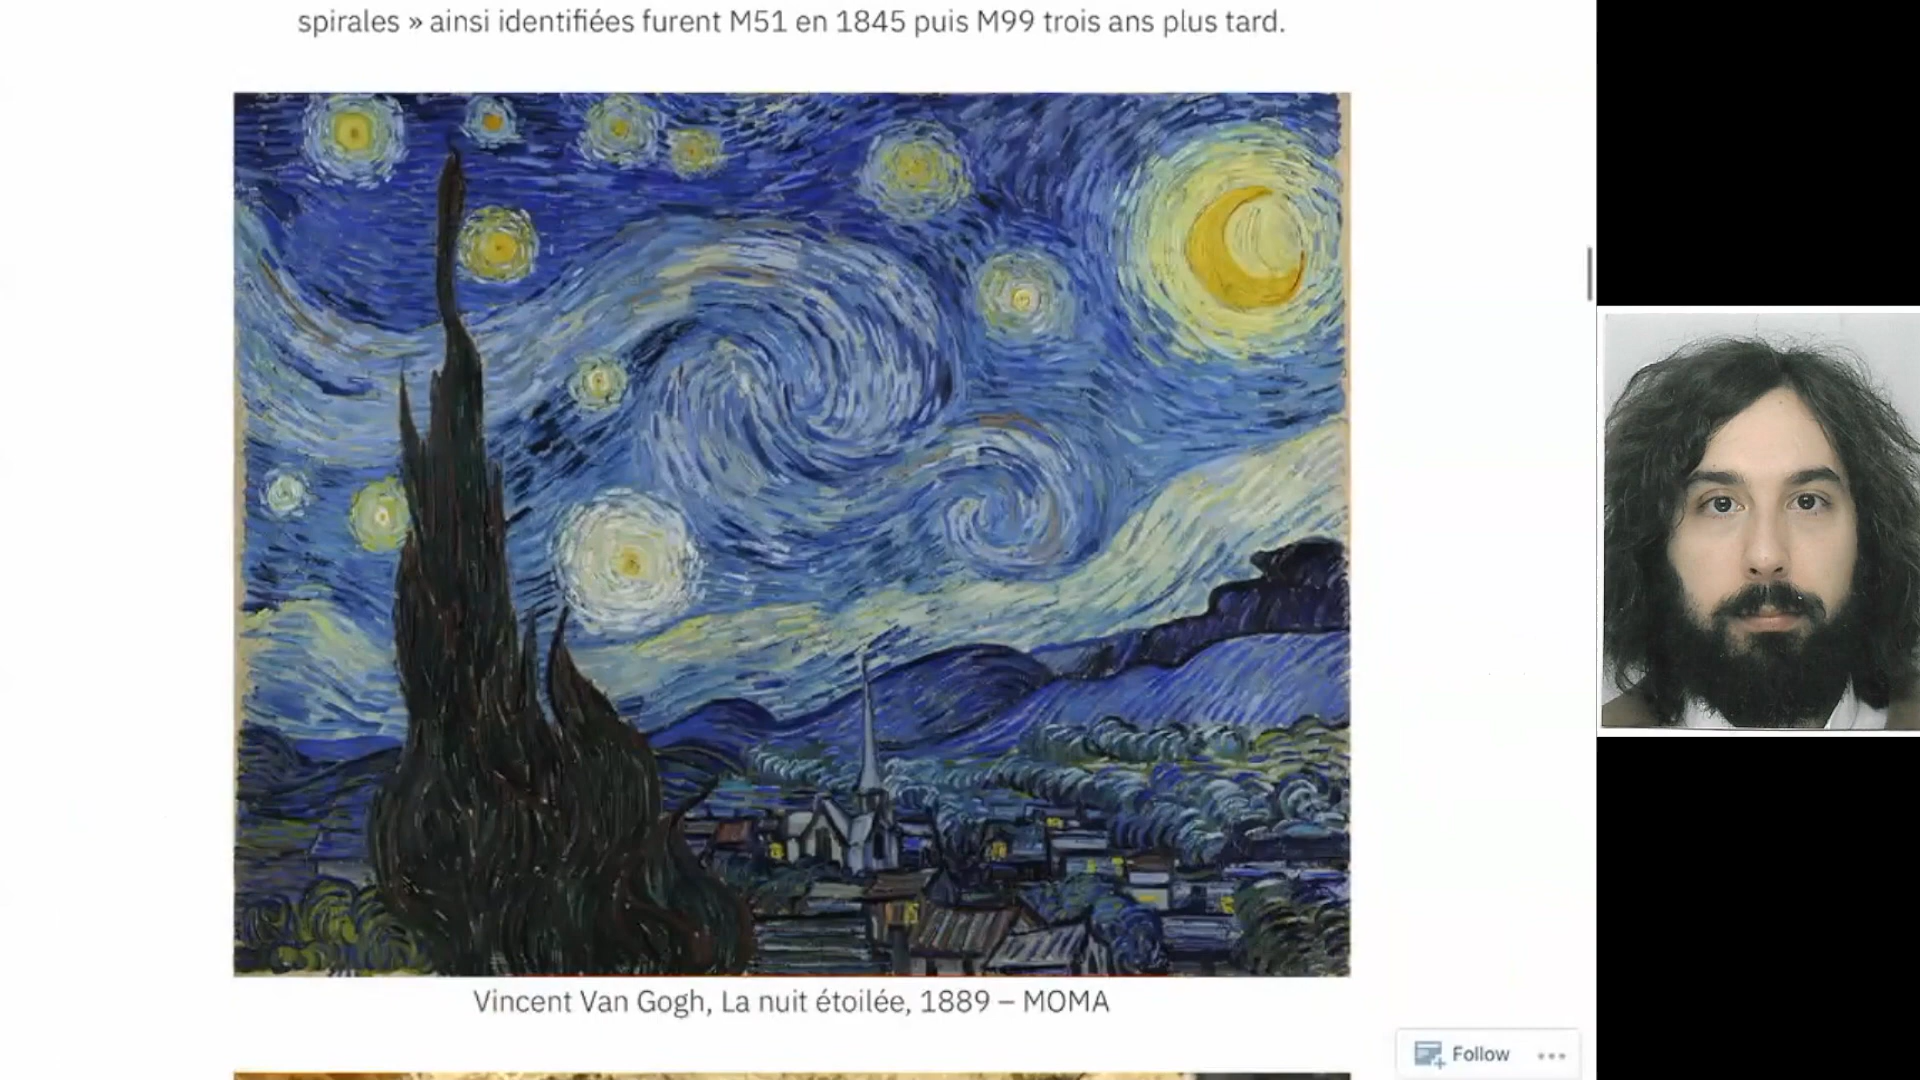 spirales » ainsi identifiées furent M51 en 1845 puis M99 trois ans plus tard.
Vincent Van Gogh, La nuit étoilée, 1889 – MOMA
Follow